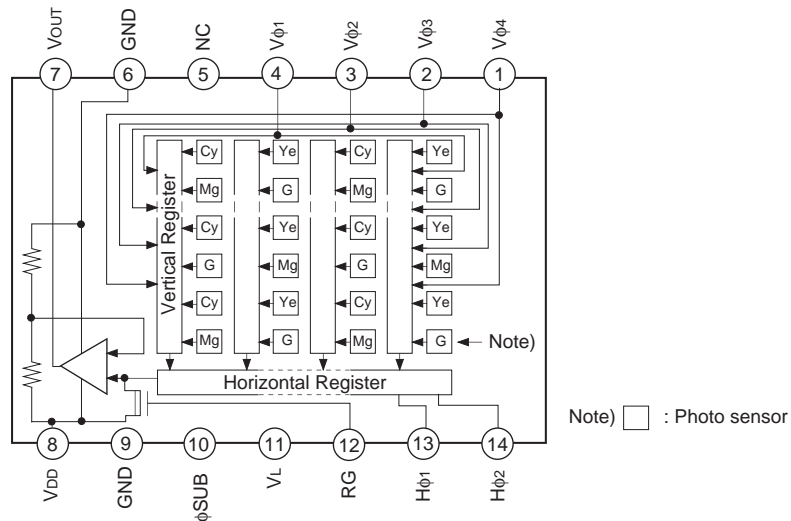 VOUT GND NC Vφ1 Vφ2 Vφ3 Vφ4
7 6 5 4 3 2 1
Vertical Register
Cy Ye Cy Ye
Mg G Mg G
Cy Ye Cy Ye
G Mg G Mg
Cy Ye Cy Ye
Mg G Mg G Note)
Horizontal Register
Note) : Photo sensor
8 9 10 11 12 13 14
VDD GND φSUB VL RG Hφ1 Hφ2